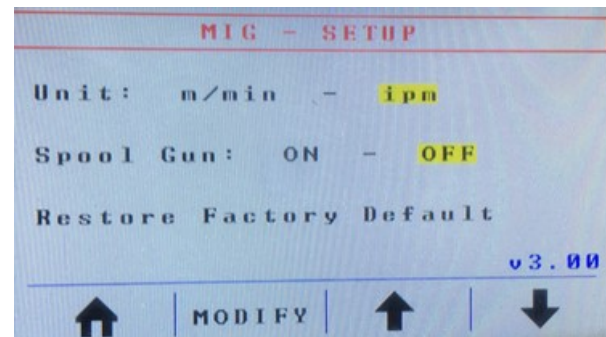 MIG - SETUP
Unit: m/min - ipm
Spool Gun: ON - OFF
Restore Factory Default
v3.00
MODIFY